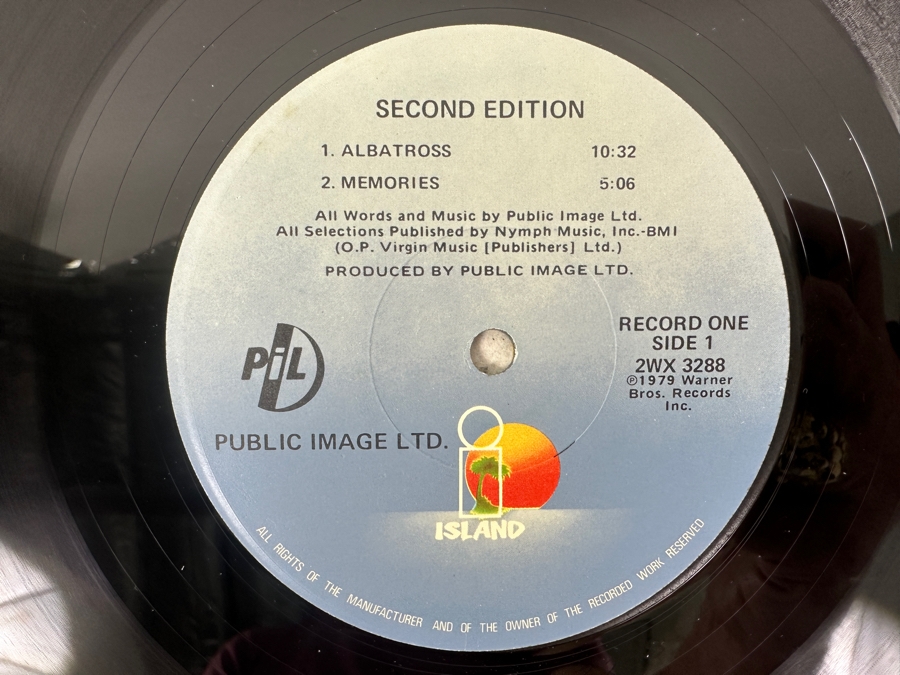 SECOND EDITION
1. ALBATROSS 10:32
2. MEMORIES 5:06
All Words and Music by Public Image Ltd.
All Selections Published by Nymph Music, Inc.-BMI
(O.P. Virgin Music [Publishers] Ltd.)
PRODUCED BY PUBLIC IMAGE LTD.
RECORD ONE
SIDE 1
2WX 3288
℗1979 Warner
Bros. Records
Inc.
PiL
PUBLIC IMAGE LTD.
ISLAND
ALL RIGHTS OF THE MANUFACTURER AND OF THE OWNER OF THE RECORDED WORK RESERVED